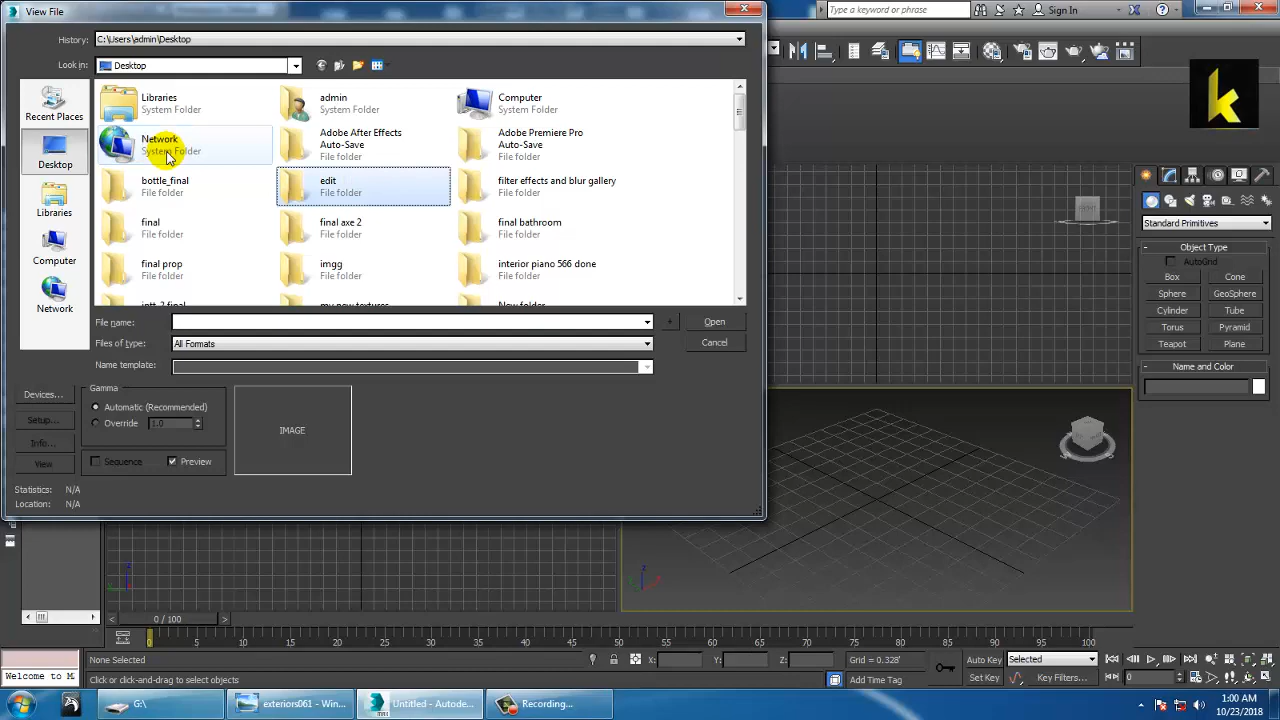 View File
Type a keyword or phrase
Sign In
History:
C:\Users\admin\Desktop
Look in:
Desktop
Recent Places
Desktop
Libraries
Computer
Network
Libraries
System Folder
admin
System Folder
Computer
System Folder
Network
System Folder
Adobe After Effects
Auto-Save
File folder
Adobe Premiere Pro
Auto-Save
File folder
bottle_final
File folder
edit
File folder
filter effects and blur gallery
File folder
final
File folder
final axe 2
File folder
final bathroom
File folder
final prop
File folder
imgg
File folder
interior piano 566 done
File folder
my new textures
New folder
File name:
Open
Files of type:
All Formats
Cancel
Name template:
Devices...
Setup...
Info...
View
Gamma
Automatic (Recommended)
Override
1.0
Sequence
Preview
IMAGE
Statistics: N/A
Location: N/A
k
FRONT
Standard Primitives
Object Type
AutoGrid
Box
Cone
Sphere
GeoSphere
Cylinder
Tube
Torus
Pyramid
Teapot
Plane
Name and Color
z
z
x
0 / 100
0 5 10 15 20 25 30 35 40 45 50 55 60 65 70 75 80 85 90 95 100
None Selected
X:
Y:
Z:
Grid = 0.328'
Auto Key
Selected
Welcome to M
Click or click-and-drag to select objects
Add Time Tag
Set Key
Key Filters...
0
G:\
exteriors061 - Win...
Untitled - Autode...
Recording...
1:00 AM
10/23/2018